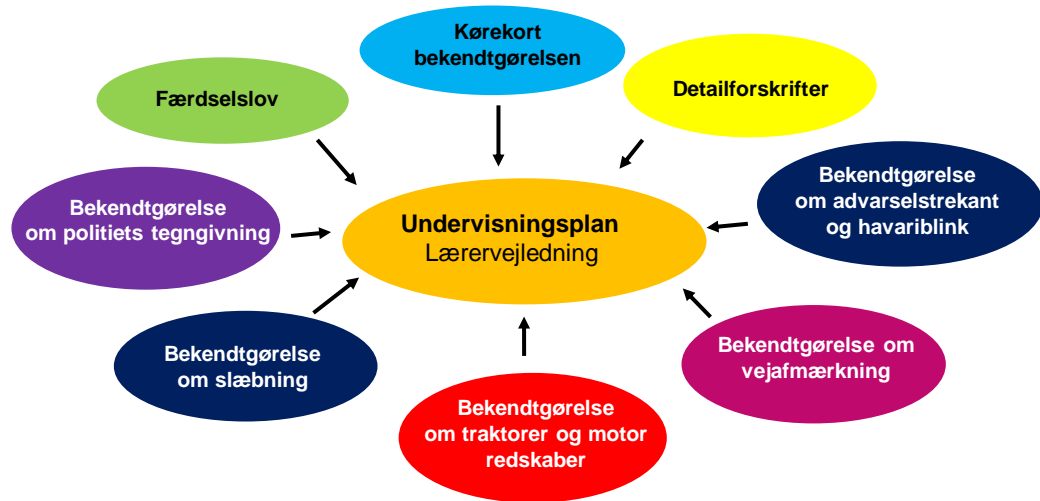 Kørekort
bekendtgørelsen
Færdselslov
Detailforskrifter
Bekendtgørelse
om politiets tegngivning
Undervisningsplan
Lærervejledning
Bekendtgørelse
om advarselstrekant
og havariblink
Bekendtgørelse
om slæbning
Bekendtgørelse om
vejafmærkning
Bekendtgørelse
om traktorer og motor
redskaber